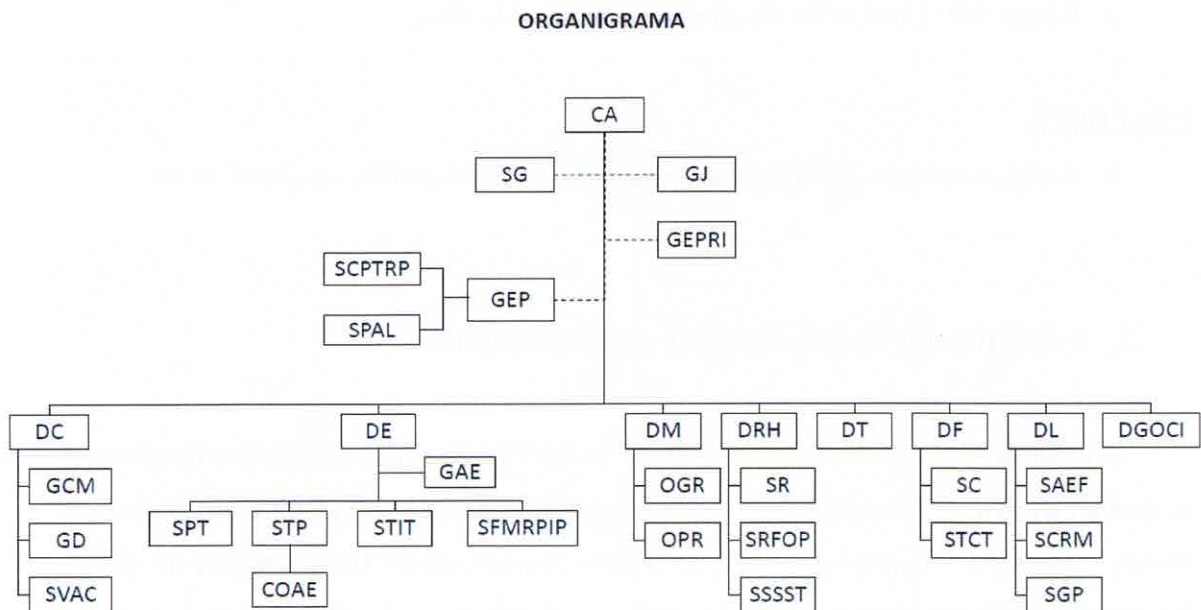 ORGANIGRAMA
CA
SG GJ
GEPRI
SCPTRP
GEP
SPAL
DC DE DM DRH DT DF DL DGOCI
GAE
GCM OGR SR SC SAEF
SPT STP STIT SFMRPIP
GD OPR SRFOP STCT SCRM
COAE
SVAC SSSST SGP